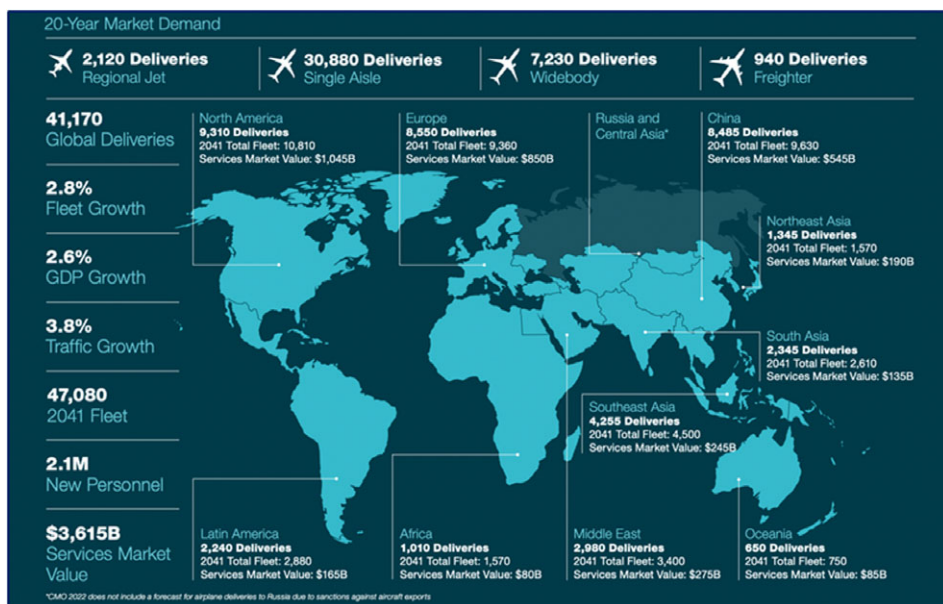 20-Year Market Demand
2,120 Deliveries
Regional Jet
30,880 Deliveries
Single Aisle
7,230 Deliveries
Widebody
940 Deliveries
Freighter
41,170
Global Deliveries
2.8%
Fleet Growth
2.6%
GDP Growth
3.8%
Traffic Growth
47,080
2041 Fleet
2.1M
New Personnel
$3,615B
Services Market
Value
North America
9,310 Deliveries
2041 Total Fleet: 10,810
Services Market Value: $1,045B
Europe
8,550 Deliveries
2041 Total Fleet: 9,360
Services Market Value: $850B
Russia and
Central Asia*
China
8,485 Deliveries
2041 Total Fleet: 9,630
Services Market Value: $545B
Northeast Asia
1,345 Deliveries
2041 Total Fleet: 1,570
Services Market Value: $190B
South Asia
2,345 Deliveries
2041 Total Fleet: 2,610
Services Market Value: $135B
Southeast Asia
4,255 Deliveries
2041 Total Fleet: 4,500
Services Market Value: $245B
Latin America
2,240 Deliveries
2041 Total Fleet: 2,880
Services Market Value: $165B
Africa
1,010 Deliveries
2041 Total Fleet: 1,570
Services Market Value: $80B
Middle East
2,980 Deliveries
2041 Total Fleet: 3,400
Services Market Value: $275B
Oceania
650 Deliveries
2041 Total Fleet: 750
Services Market Value: $85B
*CMO 2022 does not include a forecast for airplane deliveries to Russia due to sanctions against aircraft exports